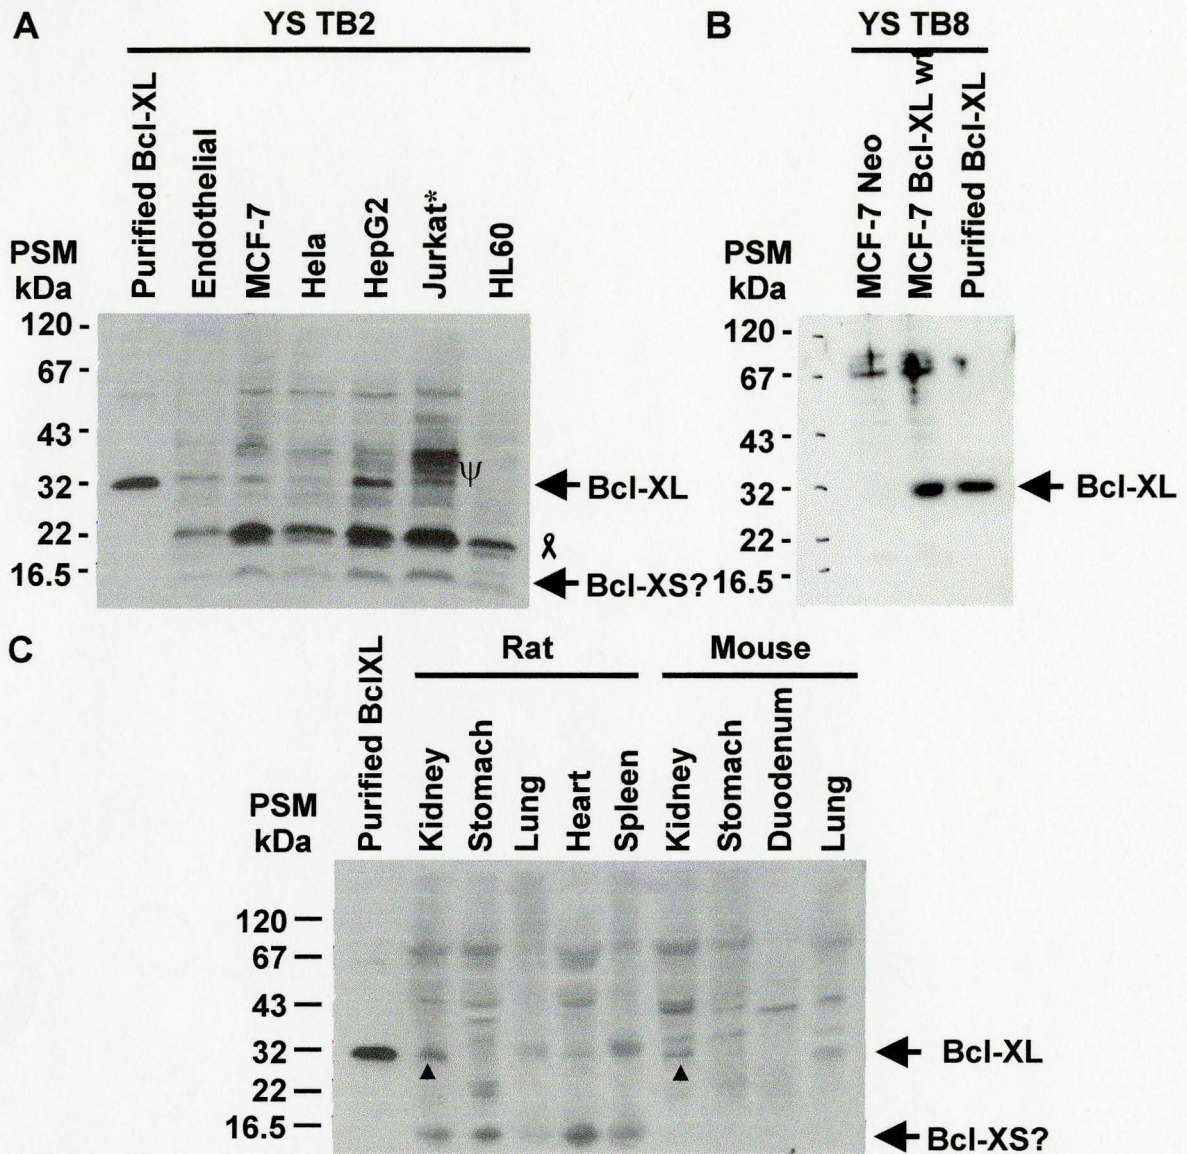 A
YS TB2
Purified Bcl-XL
Endothelial
MCF-7
Hela
HepG2
Jurkat*
HL60
PSM
kDa
120 -
67 -
43 -
32 -
22 -
16.5 -
ψ
Bcl-XL
Bcl-XS?
B
YS TB8
MCF-7 Neo
MCF-7 Bcl-XL wt
Purified Bcl-XL
PSM
kDa
120 -
67 -
43 -
32 -
22 -
16.5 -
Bcl-XL
C
Purified BclXL
Rat
Kidney
Stomach
Lung
Heart
Spleen
Mouse
Kidney
Stomach
Duodenum
Lung
PSM
kDa
120 —
67 —
43 —
32 —
22 —
16.5 —
Bcl-XL
Bcl-XS?